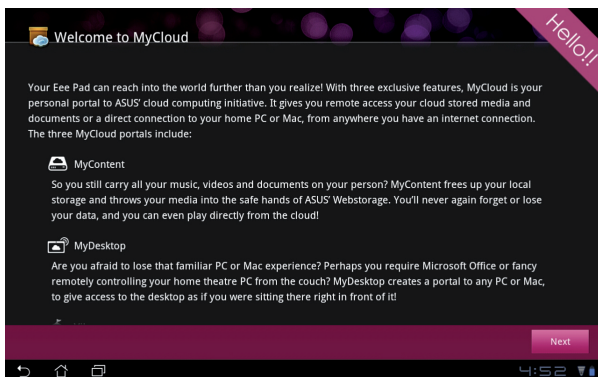 Welcome to MyCloud
Hello!!
Your Eee Pad can reach into the world further than you realize! With three exclusive features, MyCloud is your
personal portal to ASUS' cloud computing initiative. It gives you remote access your cloud stored media and
documents or a direct connection to your home PC or Mac, from anywhere you have an internet connection.
The three MyCloud portals include:
MyContent
So you still carry all your music, videos and documents on your person? MyContent frees up your local
storage and throws your media into the safe hands of ASUS' Webstorage. You'll never again forget or lose
your data, and you can even play directly from the cloud!
MyDesktop
Are you afraid to lose that familiar PC or Mac experience? Perhaps you require Microsoft Office or fancy
remotely controlling your home theatre PC from the couch? MyDesktop creates a portal to any PC or Mac,
to give access to the desktop as if you were sitting there right in front of it!
Next
4:52